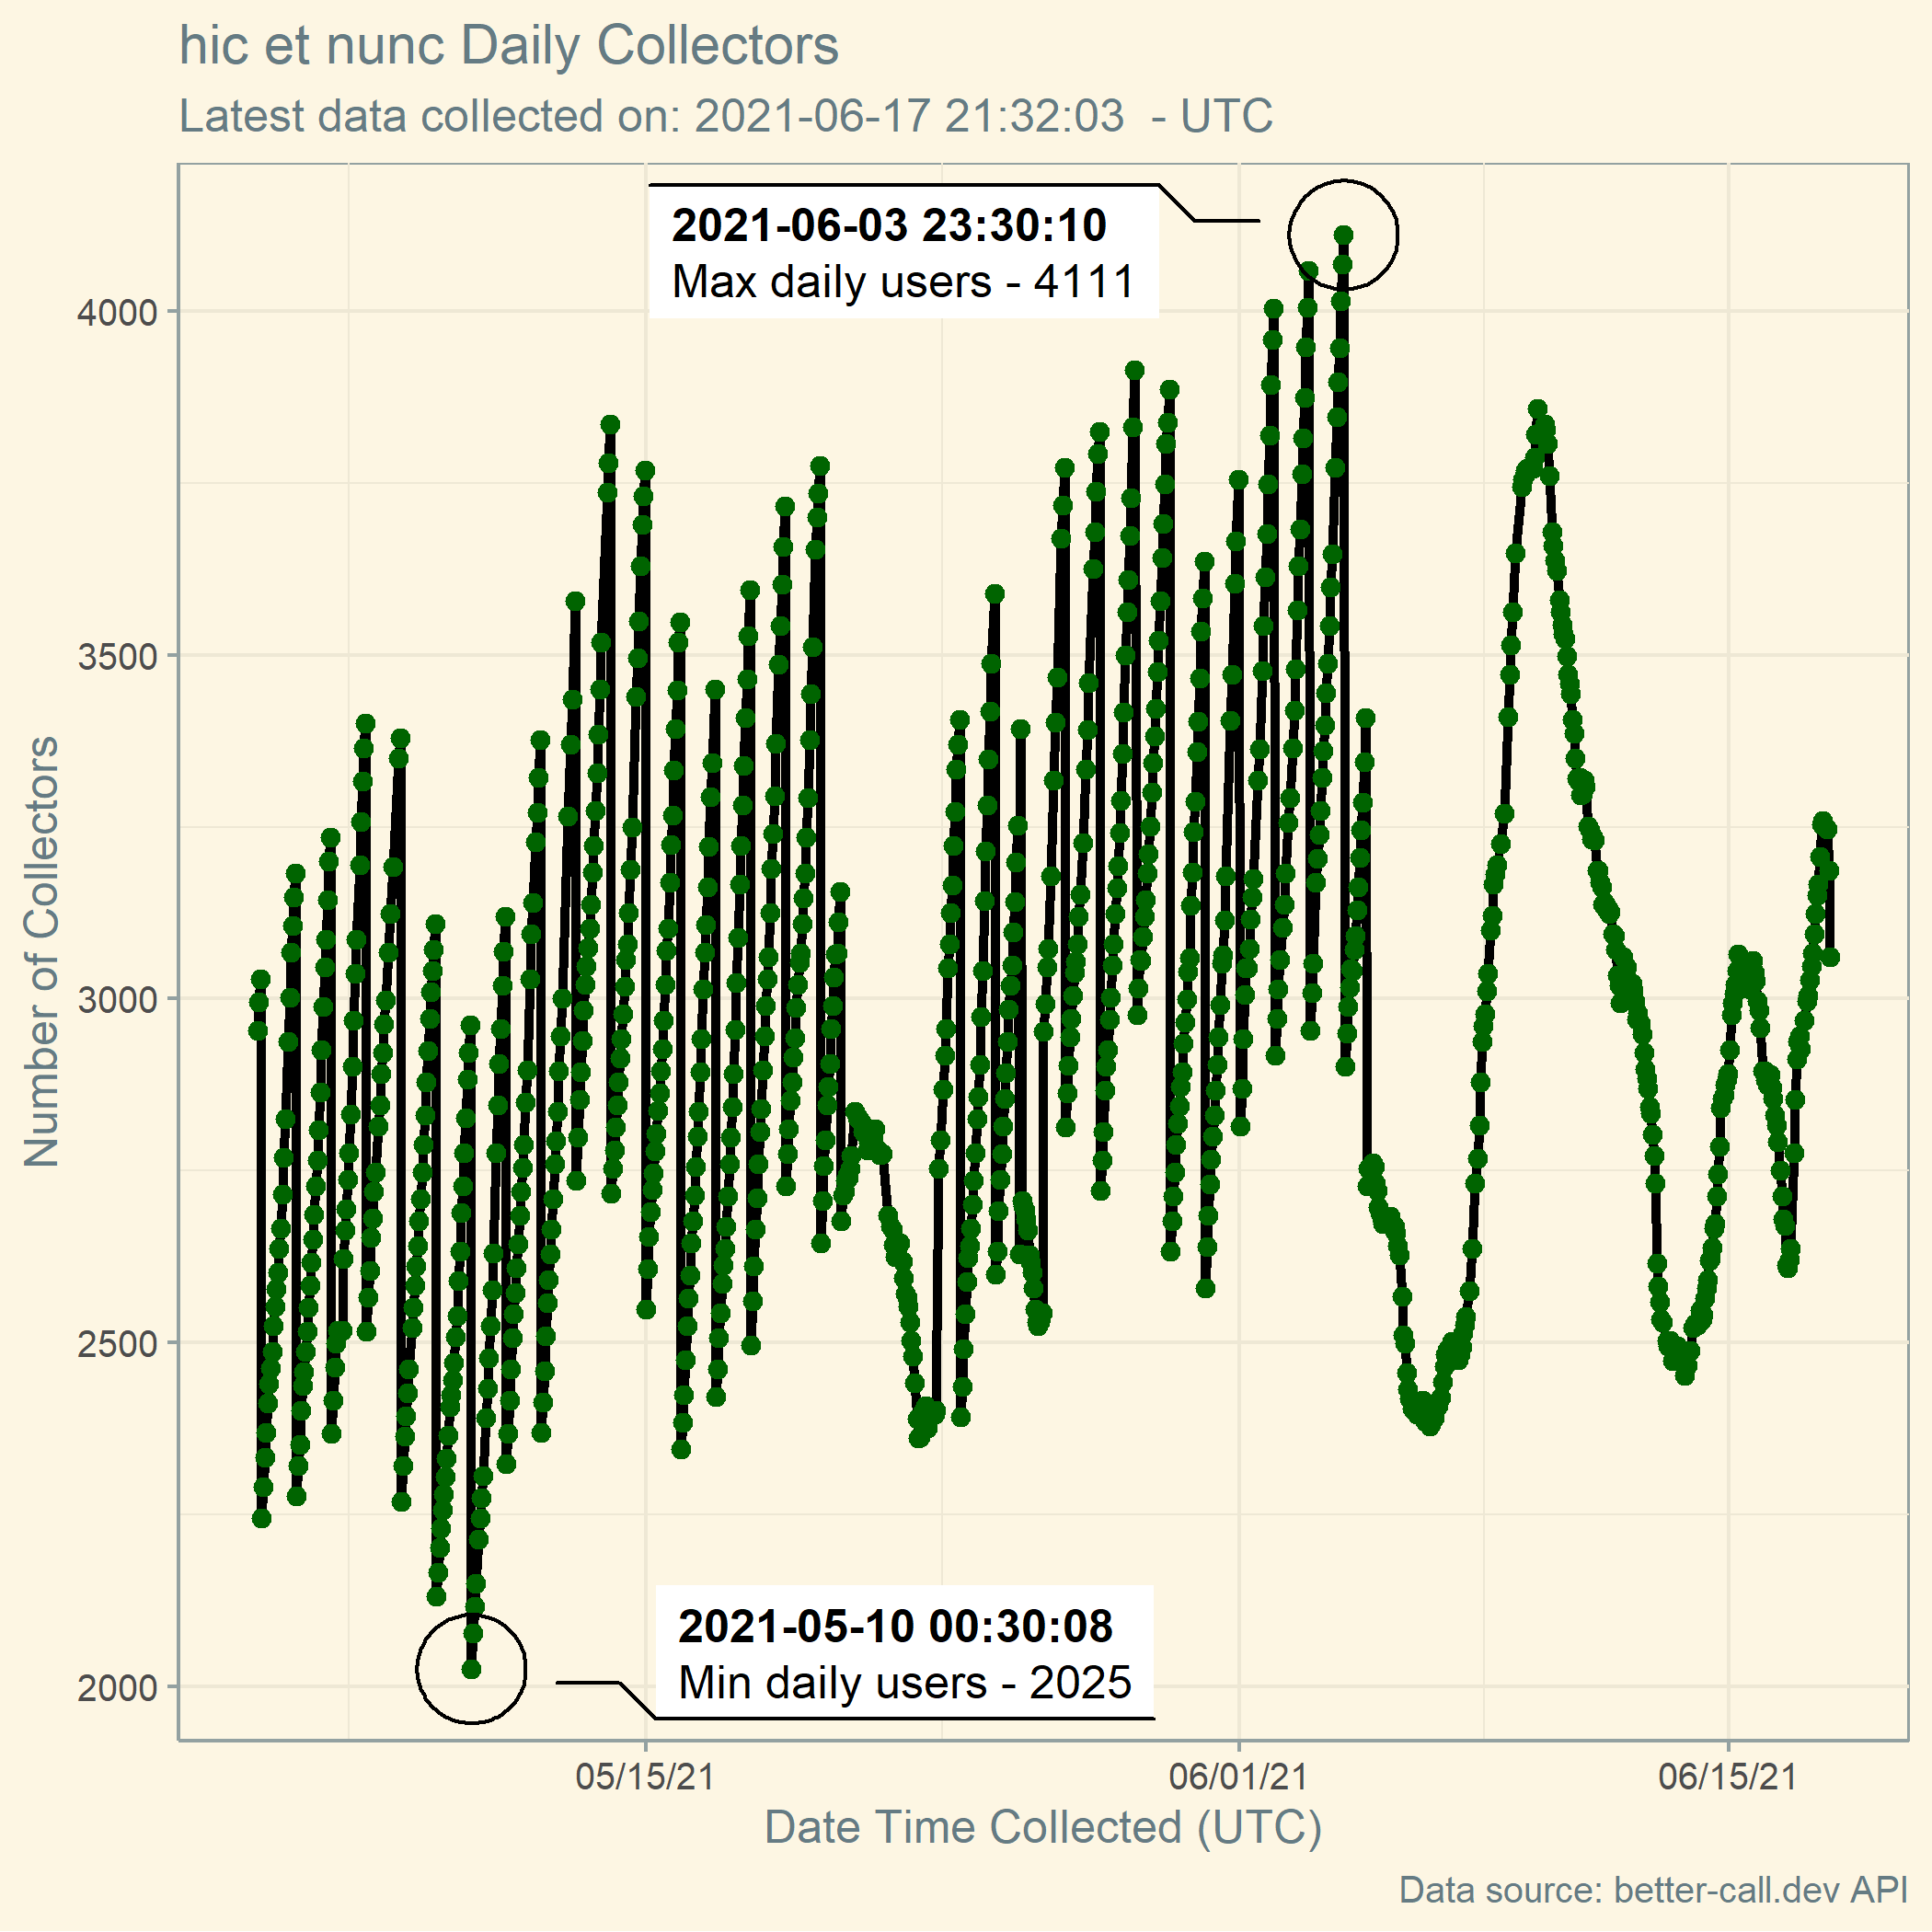 hic et nunc Daily Collectors
Latest data collected on: 2021-06-17 21:32:03  - UTC
2021-06-03 23:30:10
Max daily users - 4111
4000
3500
3000
2500
2000
Number of Collectors
2021-05-10 00:30:08
Min daily users - 2025
05/15/21
06/01/21
06/15/21
Date Time Collected (UTC)
Data source: better-call.dev API